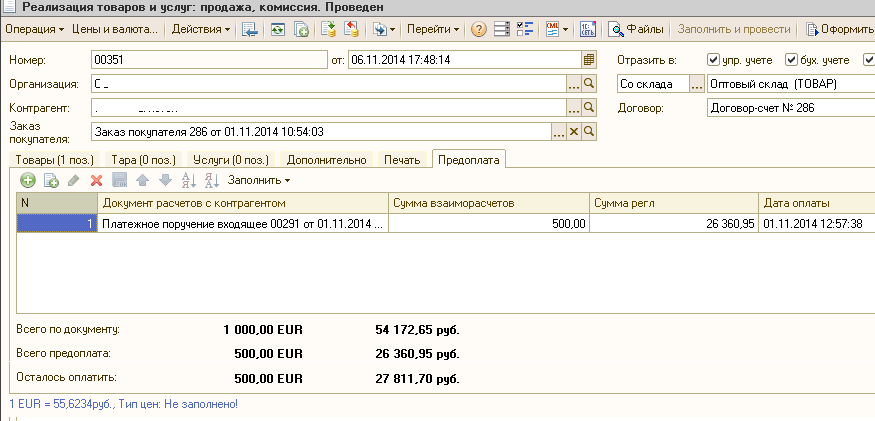 Реализация товаров и услуг: продажа, комиссия. Проведен
Операция Цены и валюта... Действия Перейти Файлы Заполнить и провести Оформить
Номер: 00351 от: 06.11.2014 17:48:14 Отразить в: упр. учете бух. учете
Организация: С Со склада ... Оптовый склад (ТОВАР)
Контрагент: Договор: Договор-счет № 286
Заказ
покупателя: Заказ покупателя 286 от 01.11.2014 10:54:03
Товары (1 поз.) Тара (0 поз.) Услуги (0 поз.) Дополнительно Печать Предоплата
Заполнить
N Документ расчетов с контрагентом Сумма взаиморасчетов Сумма регл Дата оплаты
1 Платежное поручение входящее 00291 от 01.11.2014 ... 500,00 26 360,95 01.11.2014 12:57:38
Всего по документу: 1 000,00 EUR 54 172,65 руб.
Всего предоплата: 500,00 EUR 26 360,95 руб.
Осталось оплатить: 500,00 EUR 27 811,70 руб.
1 EUR = 55,6234руб., Тип цен: Не заполнено!